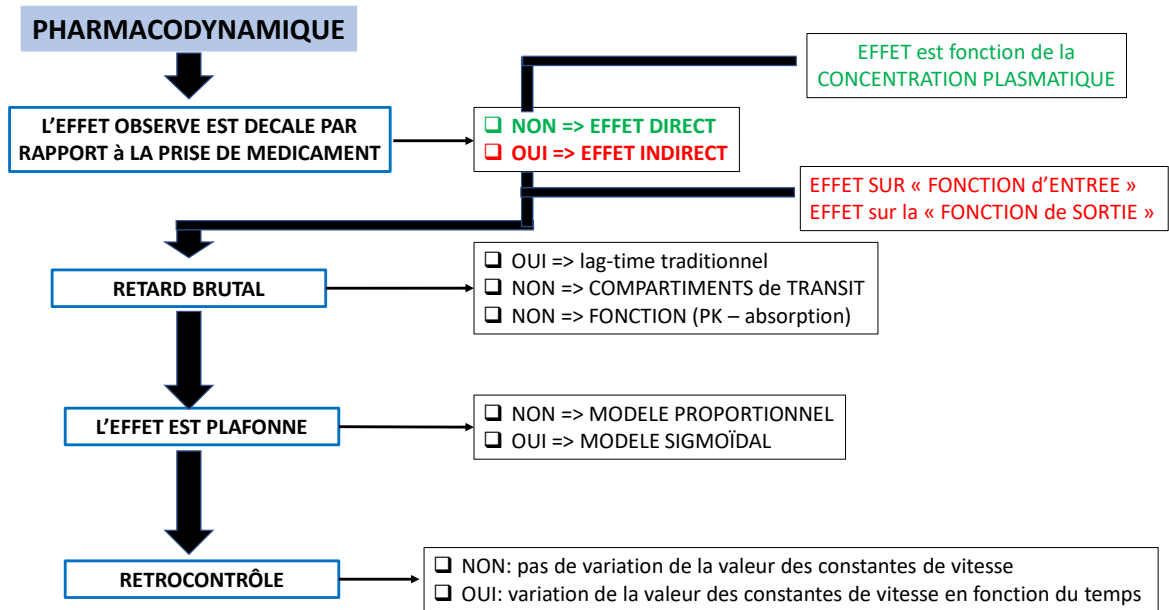 PHARMACODYNAMIQUE
EFFET est fonction de la
CONCENTRATION PLASMATIQUE
L'EFFET OBSERVE EST DECALE PAR
RAPPORT à LA PRISE DE MEDICAMENT
❑ NON => EFFET DIRECT
❑ OUI => EFFET INDIRECT
EFFET SUR « FONCTION d'ENTREE »
EFFET sur la « FONCTION de SORTIE »
RETARD BRUTAL
❑ OUI => lag-time traditionnel
❑ NON => COMPARTIMENTS de TRANSIT
❑ NON => FONCTION (PK – absorption)
L'EFFET EST PLAFONNE
❑ NON => MODELE PROPORTIONNEL
❑ OUI => MODELE SIGMOÏDAL
RETROCONTRÔLE
❑ NON: pas de variation de la valeur des constantes de vitesse
❑ OUI: variation de la valeur des constantes de vitesse en fonction du temps